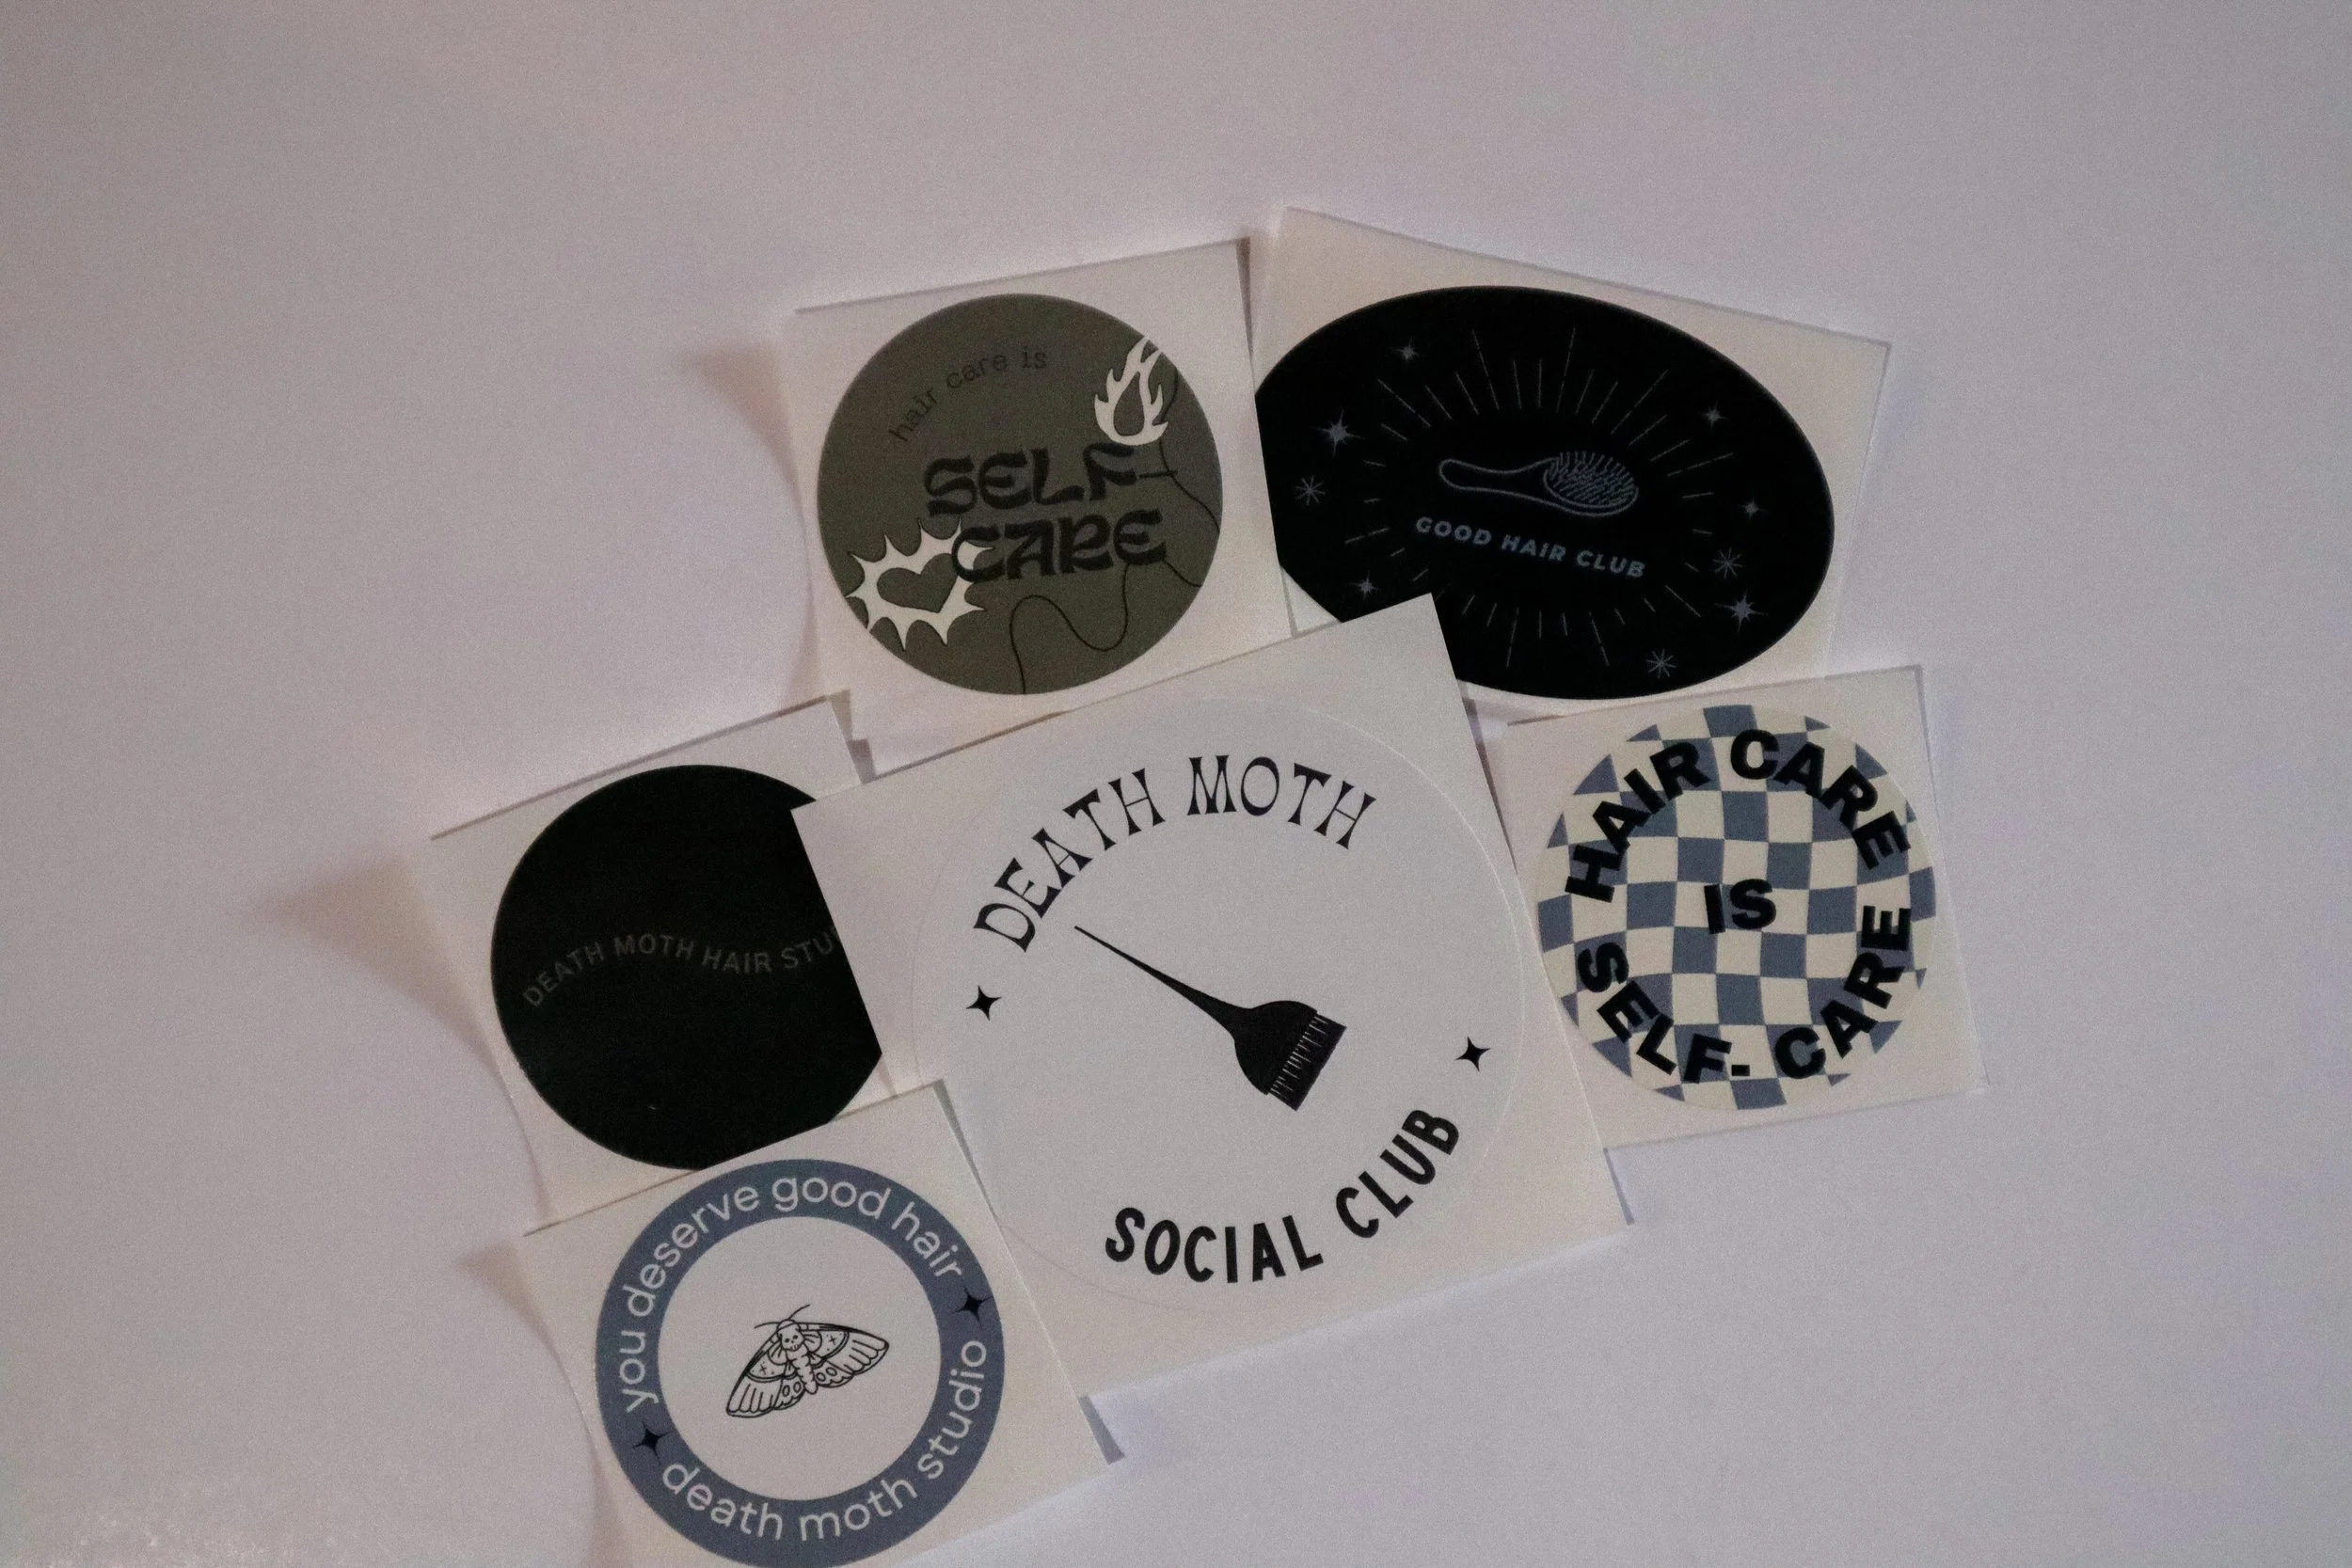 hair care is
SELF-
CARE
GOOD HAIR CLUB
DEATH MOTH HAIR
DEATH MOTH
SOCIAL CLUB
HAIR CARE
IS
SELF- CARE
you deserve good hair
death moth studio